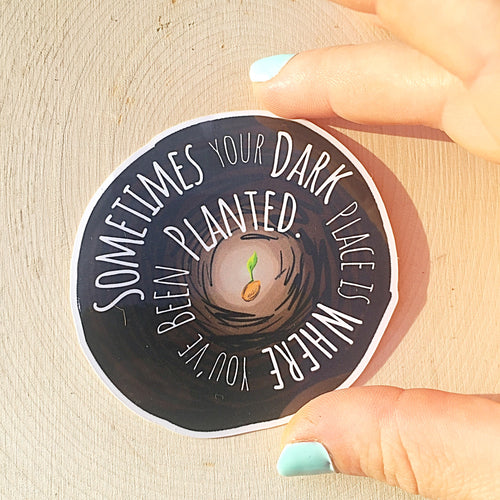 SOMETIMES YOUR DARK PLACE IS WHERE YOU'VE BEEN PLANTED.